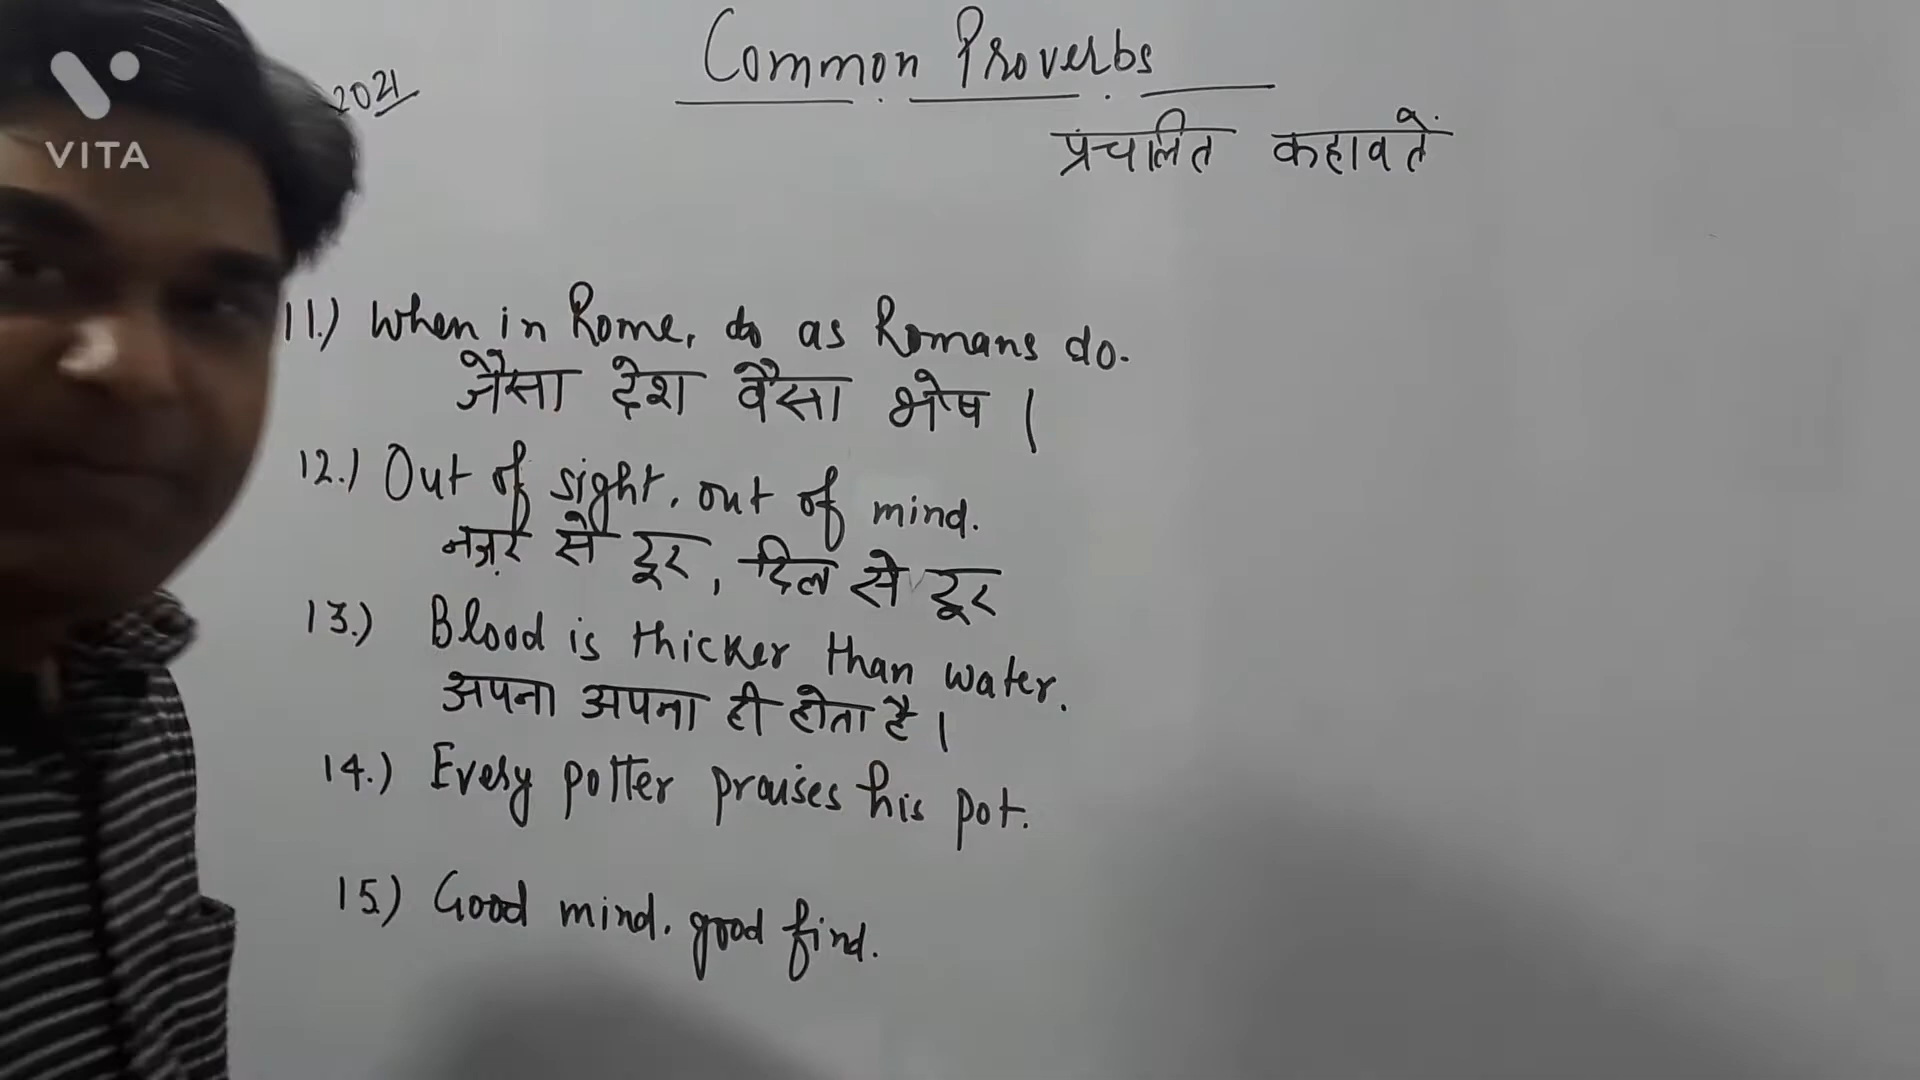 VITA
2021
Common Proverbs
प्रचलित कहावतें
11.) When in Rome, do as Romans do.
जैसा देश वैसा भेष।
12.) Out of sight, out of mind.
नज़र से दूर, दिल से दूर
13.) Blood is thicker than water.
अपना अपना ही होता है।
14.) Every potter praises his pot.
15.) Good mind, good find.